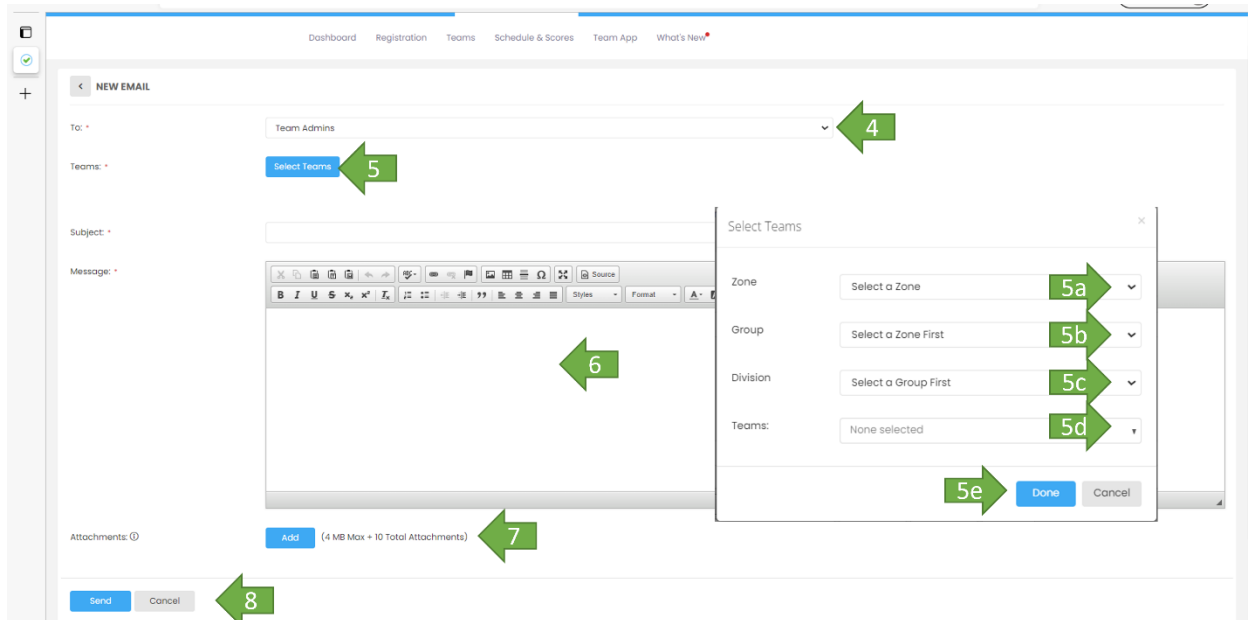 Dashboard Registration Teams Schedule & Scores Team App What's New
NEW EMAIL
To: * Team Admins 4
Teams: * Select Teams 5
Subject: *
Message: * Source
B I U S x₂ x² Iₓ Styles Format A
6
Select Teams ×
Zone Select a Zone 5a
Group Select a Zone First 5b
Division Select a Group First 5c
Teams: None selected 5d
5e Done Cancel
Attachments: Add (4 MB Max + 10 Total Attachments) 7
Send Cancel 8